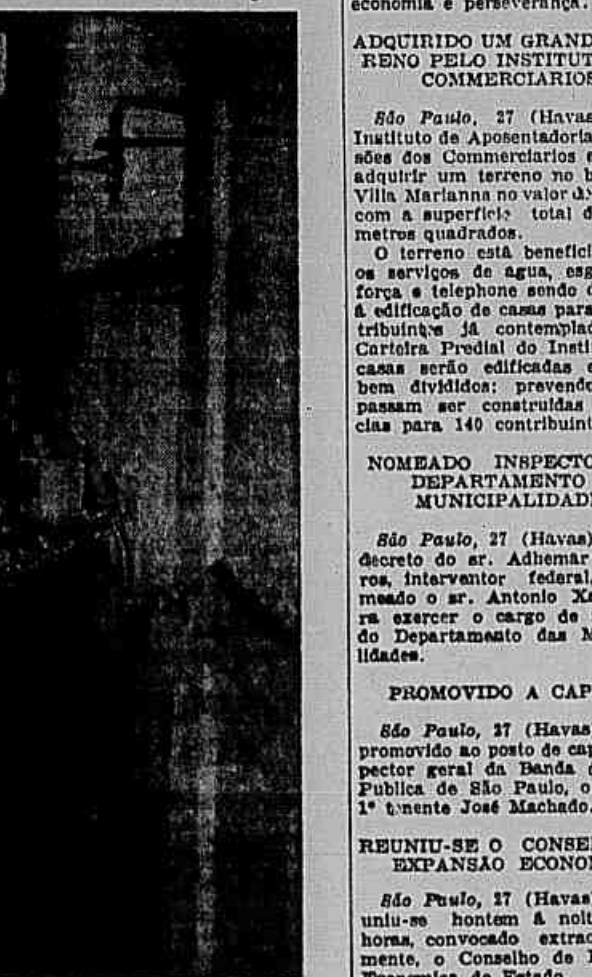 economia e perseverança.
ADQUIRIDO UM GRAND
RENO PELO INSTITUT
COMMERCIARIOS
São Paulo, 27 (Havas
Instituto de Aposentadoria
sões dos Commerciarios e
adquirir um terreno no b
Villa Marianna no valor de
com a superficie total d
metros quadrados.
O terreno está benefici
os serviços de agua, esg
força e telephone sendo d
á edificação de casas para
tribuintes já contemplad
Carteira Predial do Insti
casas serão edificadas e
bem divididos: prevendo
passam ser construidas
cias para 140 contribuint
NOMEADO INSPECTO
DEPARTAMENTO
MUNICIPALIDADE
São Paulo, 27 (Havas)
decreto do sr. Adhemar
ros, interventor federal,
meado o sr. Antonio Xa
ra exercer o cargo de
do Departamento das M
lidades.
PROMOVIDO A CAP
São Paulo, 27 (Havas
promovido ao posto de cap
pector geral da Banda d
Publica de São Paulo, o
1º tenente José Machado.
REUNIU-SE O CONSE
EXPANSÃO ECONO
São Paulo, 27 (Havas)
uniu-se hontem á noit
horas, convocado extrao
mente, o Conselho de